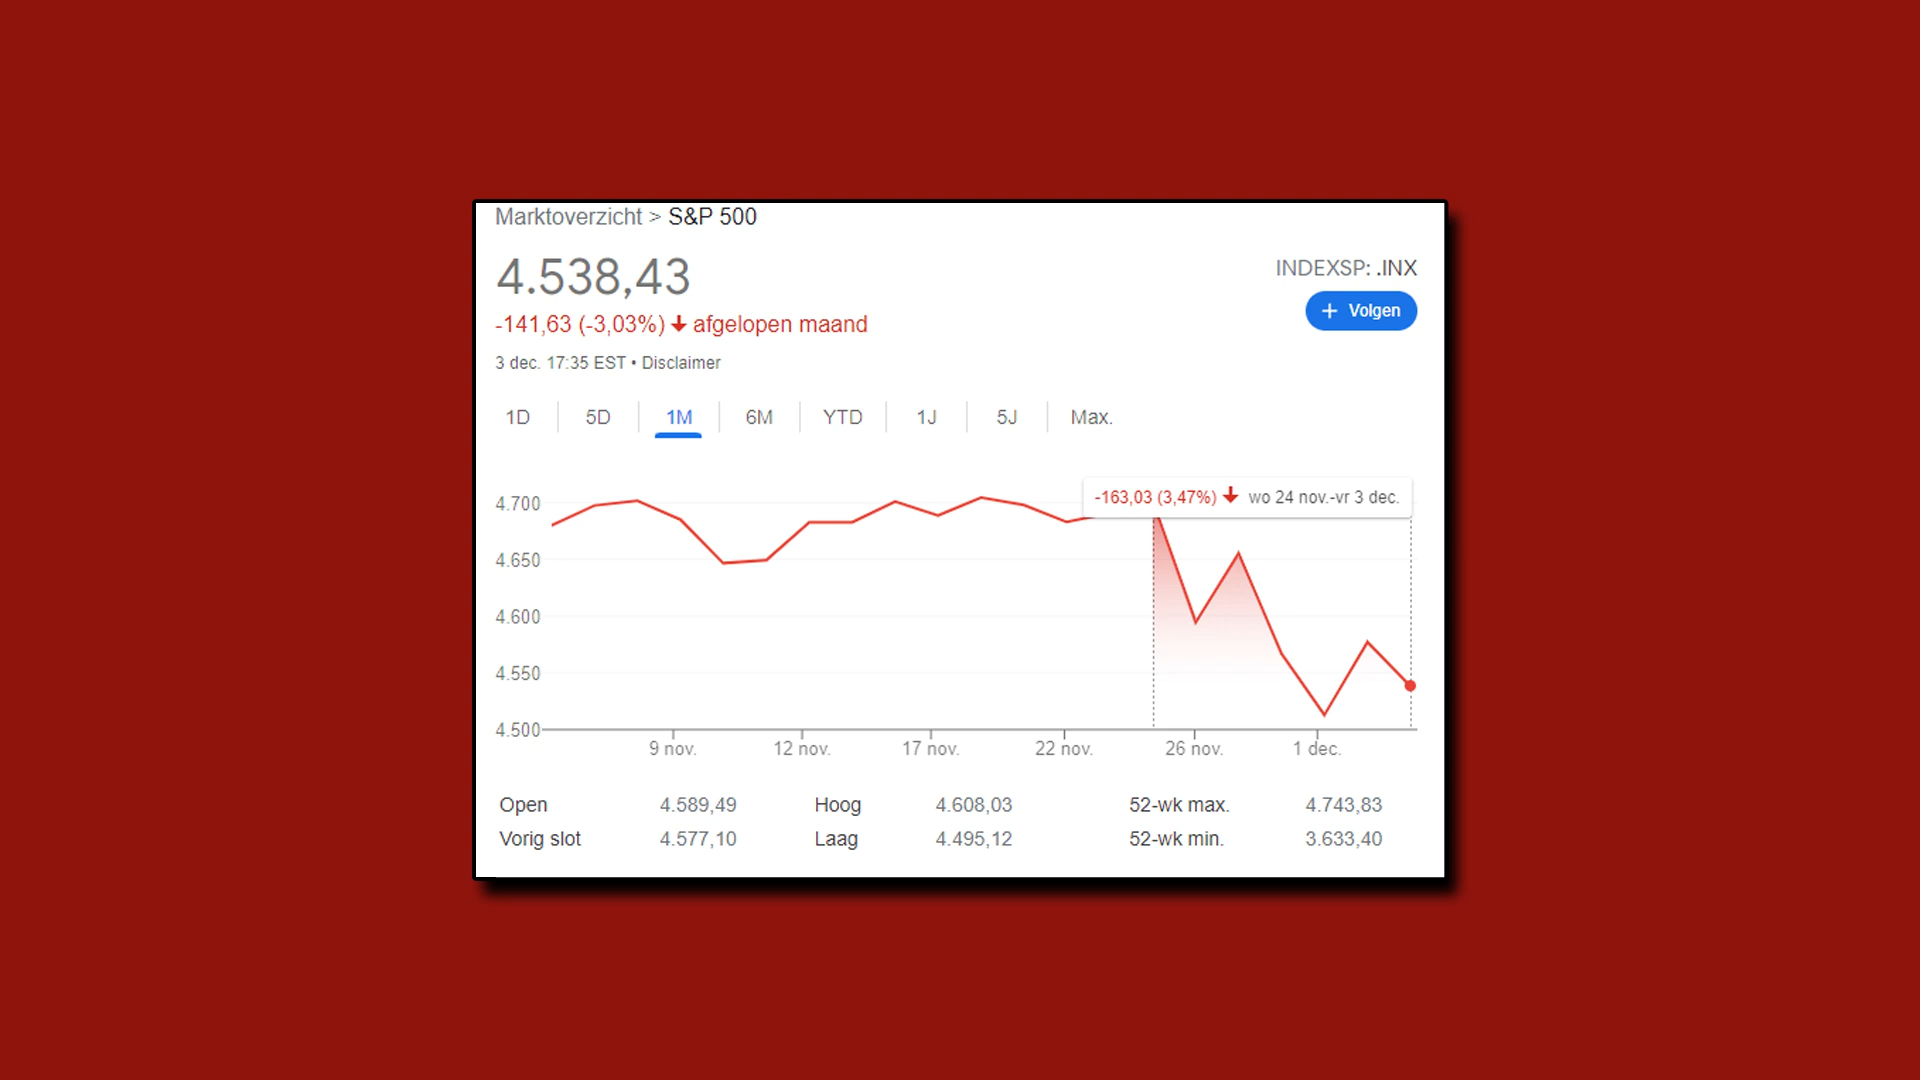 Marktoverzicht > S&P 500
4.538,43
INDEXSP: .INX
-141,63 (-3,03%) ↓ afgelopen maand
+ Volgen
3 dec. 17:35 EST • Disclaimer
1D 5D 1M 6M YTD 1J 5J Max.
-163,03 (3,47%) ↓ wo 24 nov.-vr 3 dec.
4.700
4.650
4.600
4.550
4.500
9 nov. 12 nov. 17 nov. 22 nov. 26 nov. 1 dec.
Open 4.589,49 Hoog 4.608,03 52-wk max. 4.743,83
Vorig slot 4.577,10 Laag 4.495,12 52-wk min. 3.633,40